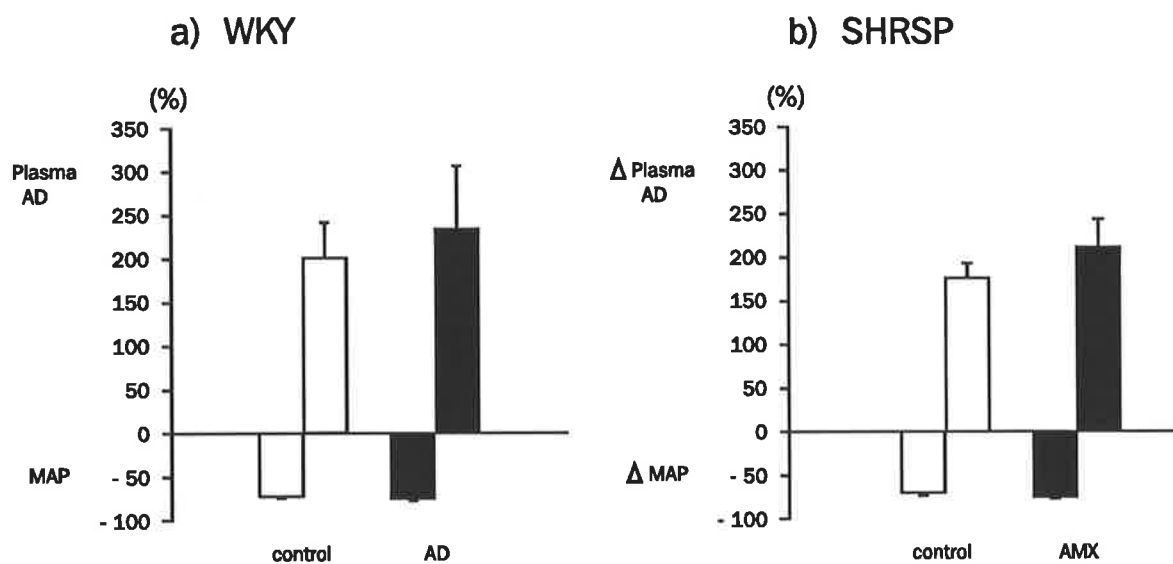 a) WKY
(%)
350
300
250
200
150
100
50
0
- 50
- 100
Plasma
AD
MAP
control
AD
b) SHRSP
(%)
350
300
250
200
150
100
50
0
- 50
- 100
Δ Plasma
AD
Δ MAP
control
AMX